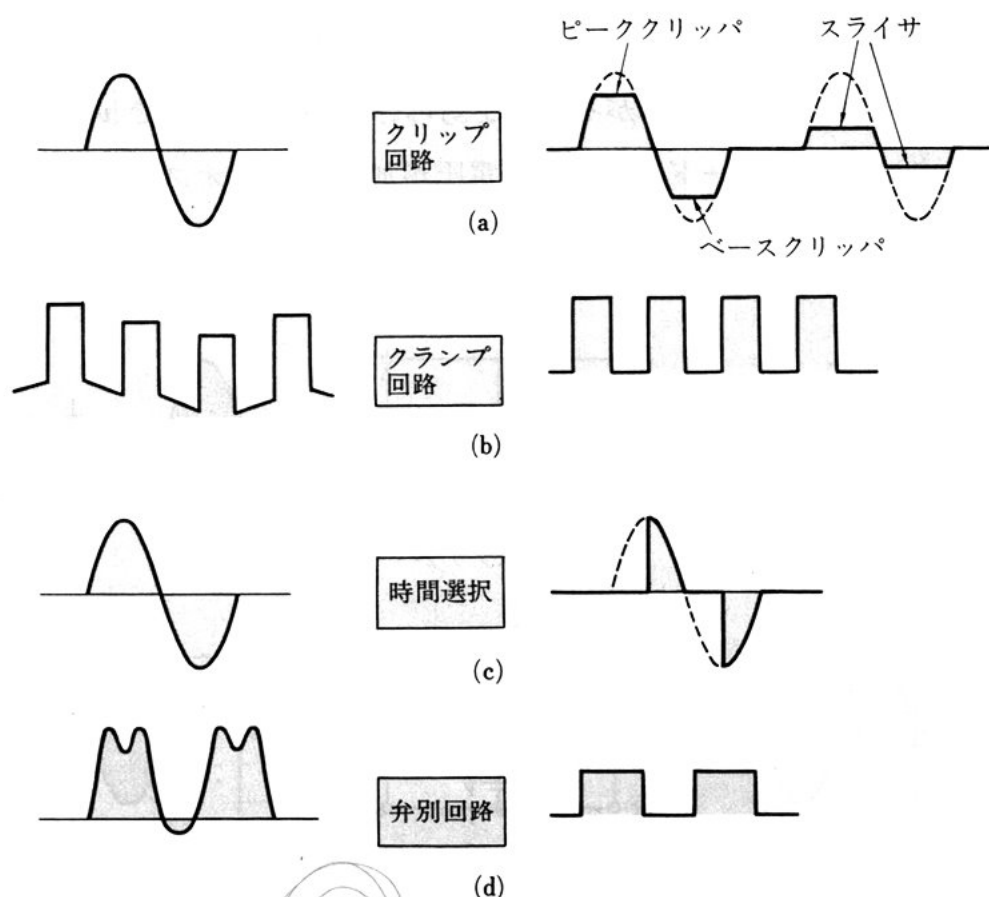 ピーククリッパ
スライサ
クリップ
回路
(a)
ベースクリッパ
クランプ
回路
(b)
時間選択
(c)
弁別回路
(d)